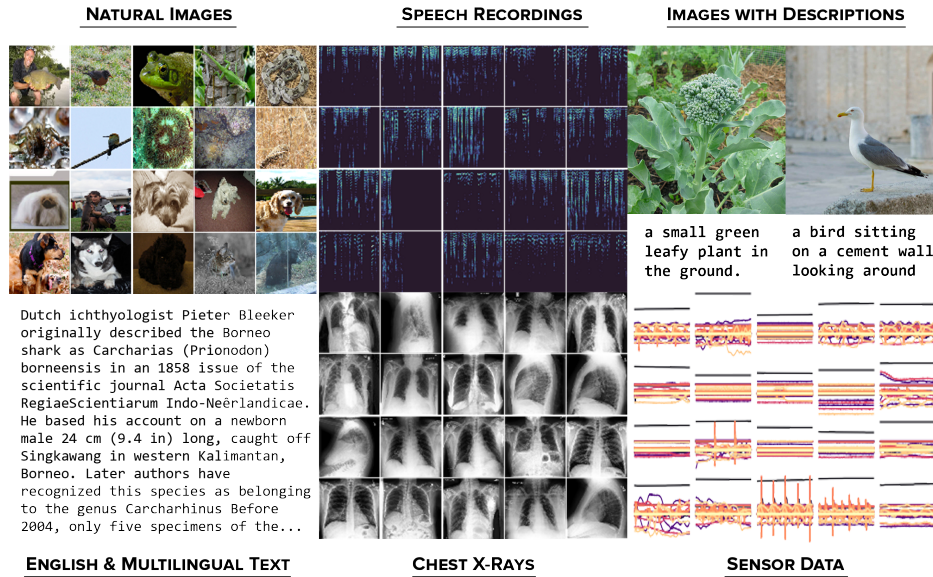 NATURAL IMAGES
SPEECH RECORDINGS
IMAGES WITH DESCRIPTIONS
a small green
leafy plant in
the ground.
a bird sitting
on a cement wall
looking around
Dutch ichthyologist Pieter Bleeker
originally described the Borneo
shark as Carcharias (Prionodon)
borneensis in an 1858 issue of the
scientific journal Acta Societatis
RegiaeScientiarum Indo-Neêrlandicae.
He based his account on a newborn
male 24 cm (9.4 in) long, caught off
Singkawang in western Kalimantan,
Borneo. Later authors have
recognized this species as belonging
to the genus Carcharhinus Before
2004, only five specimens of the...
ENGLISH & MULTILINGUAL TEXT
CHEST X-RAYS
SENSOR DATA